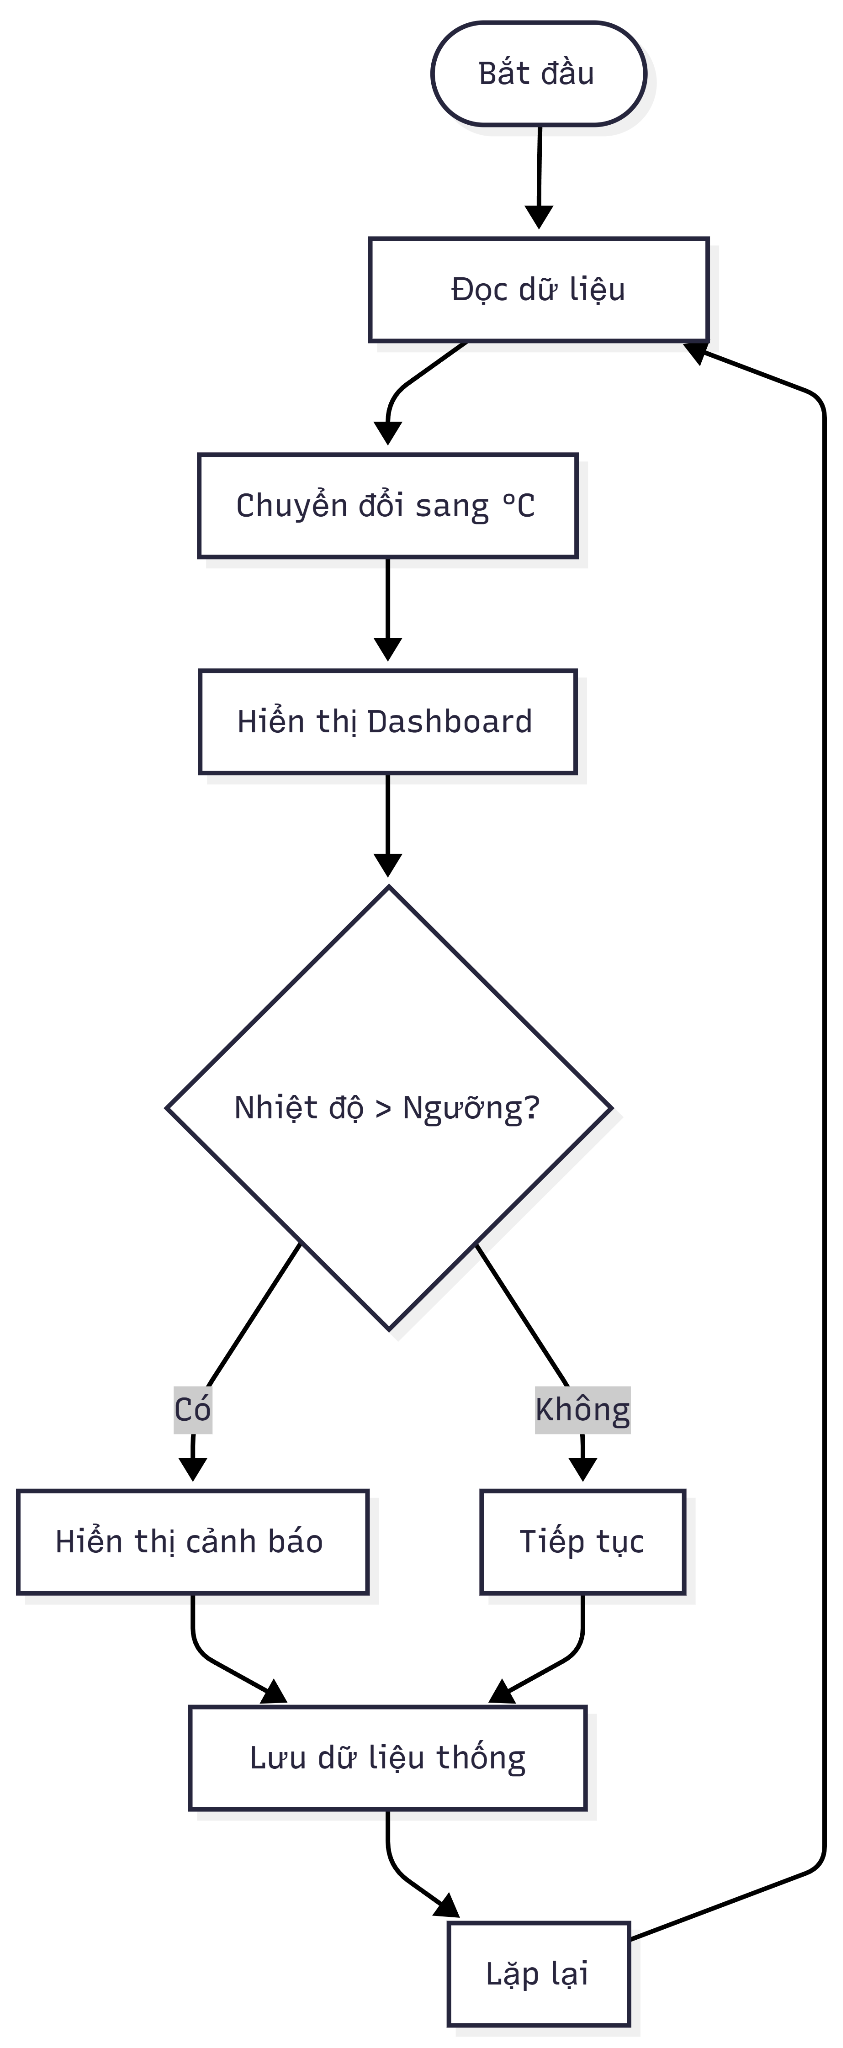 Bắt đầu
Đọc dữ liệu
Chuyển đổi sang °C
Hiển thị Dashboard
Nhiệt độ > Ngưỡng?
Có
Không
Hiển thị cảnh báo
Tiếp tục
Lưu dữ liệu thống
Lặp lại